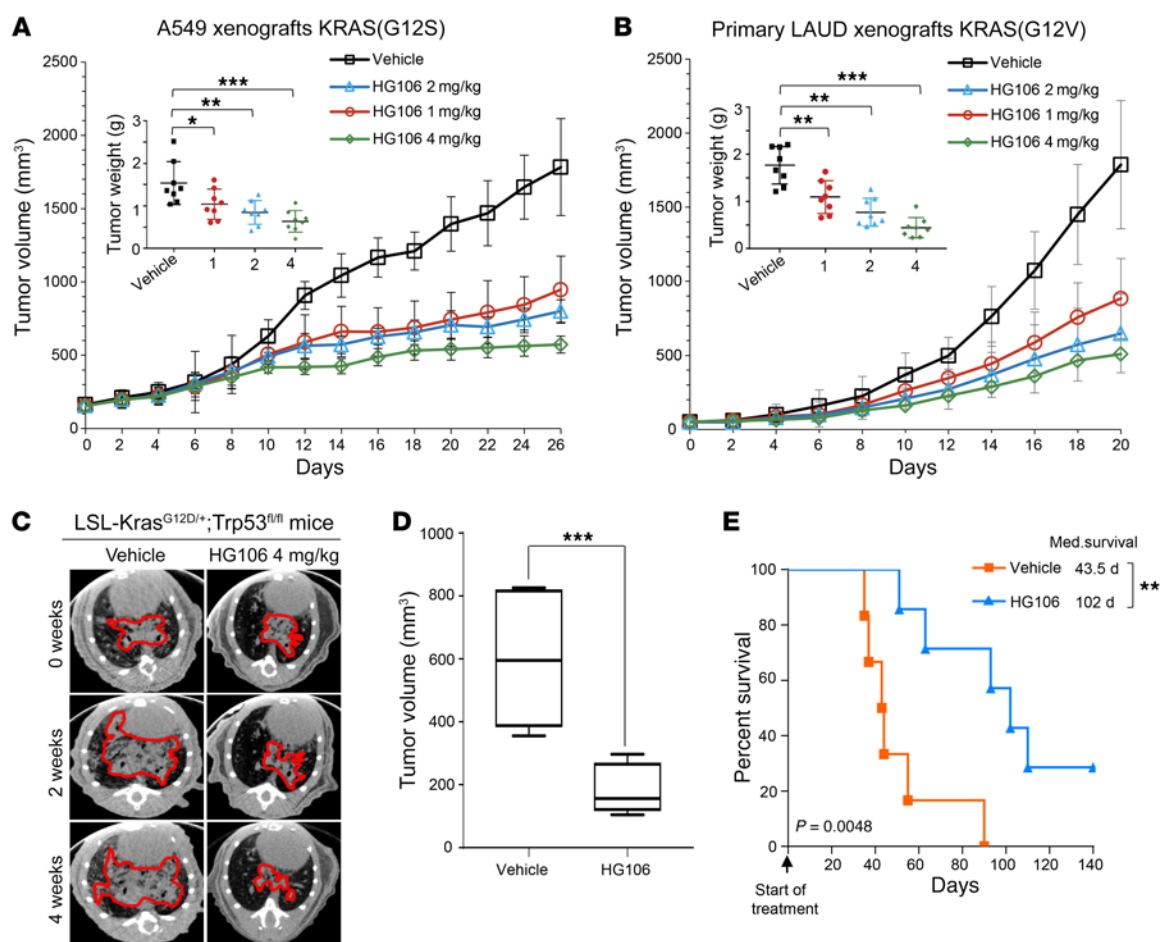 A
A549 xenografts KRAS(G12S)
Tumor volume (mm³)
2500
2000
1500
1000
500
0
0 2 4 6 8 10 12 14 16 18 20 22 24 26
Days
Vehicle
HG106 2 mg/kg
HG106 1 mg/kg
HG106 4 mg/kg
Tumor weight (g)
3
2
1
0
***
**
*
Vehicle 1 2 4
B
Primary LAUD xenografts KRAS(G12V)
Tumor volume (mm³)
2500
2000
1500
1000
500
0
0 2 4 6 8 10 12 14 16 18 20
Days
Vehicle
HG106 2 mg/kg
HG106 1 mg/kg
HG106 4 mg/kg
Tumor weight (g)
3
2
1
0
***
**
**
Vehicle 1 2 4
C
LSL-KrasG12D/+;Trp53fl/fl mice
Vehicle HG106 4 mg/kg
0 weeks
2 weeks
4 weeks
D
Tumor volume (mm³)
1000
800
600
400
200
0
***
Vehicle HG106
E
Med.survival
Vehicle 43.5 d
HG106 102 d
**
Percent survival
100
80
60
40
20
0
P = 0.0048
0 20 40 60 80 100 120 140
Days
Start of
treatment